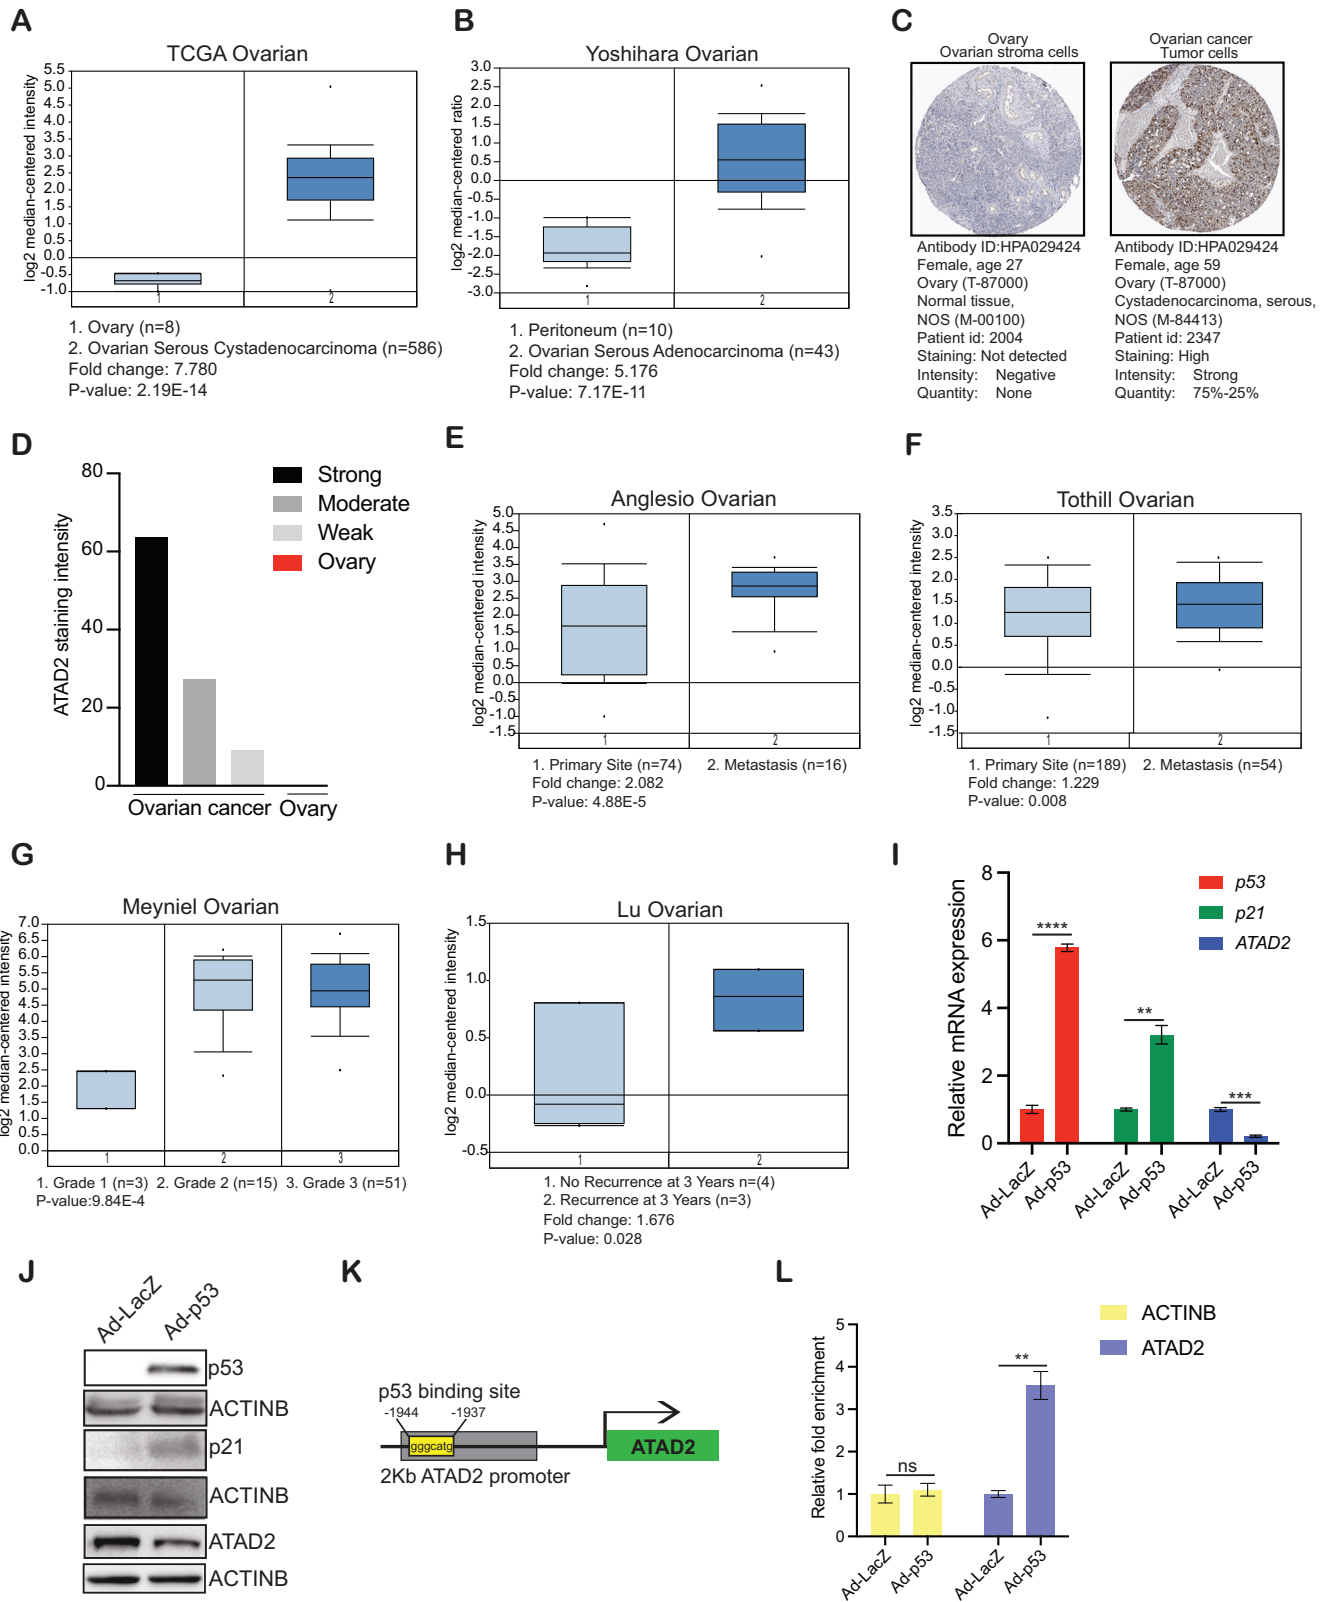 A
TCGA Ovarian
log2 median-centered intensity
5.5
5.0
4.5
4.0
3.5
3.0
2.5
2.0
1.5
1.0
0.5
0.0
-0.5
-1.0
1
2
1. Ovary (n=8)
2. Ovarian Serous Cystadenocarcinoma (n=586)
Fold change: 7.780
P-value: 2.19E-14
B
Yoshihara Ovarian
log2 median-centered ratio
3.0
2.5
2.0
1.5
1.0
0.5
0.0
-0.5
-1.0
-1.5
-2.0
-2.5
-3.0
1
2
1. Peritoneum (n=10)
2. Ovarian Serous Adenocarcinoma (n=43)
Fold change: 5.176
P-value: 7.17E-11
C
Ovary
Ovarian stroma cells
Antibody ID:HPA029424
Female, age 27
Ovary (T-87000)
Normal tissue,
NOS (M-00100)
Patient id: 2004
Staining: Not detected
Intensity: Negative
Quantity: None
Ovarian cancer
Tumor cells
Antibody ID:HPA029424
Female, age 59
Ovary (T-87000)
Cystadenocarcinoma, serous,
NOS (M-84413)
Patient id: 2347
Staining: High
Intensity: Strong
Quantity: 75%-25%
D
ATAD2 staining intensity
80
60
40
20
0
Strong
Moderate
Weak
Ovary
Ovarian cancer Ovary
E
Anglesio Ovarian
log2 median-centered intensity
5.0
4.5
4.0
3.5
3.0
2.5
2.0
1.5
1.0
0.5
0.0
-0.5
-1.0
-1.5
1
2
1. Primary Site (n=74) 2. Metastasis (n=16)
Fold change: 2.082
P-value: 4.88E-5
F
Tothill Ovarian
log2 median-centered intensity
3.5
3.0
2.5
2.0
1.5
1.0
0.5
0.0
-0.5
-1.0
-1.5
1
2
1. Primary Site (n=189) 2. Metastasis (n=54)
Fold change: 1.229
P-value: 0.008
G
Meyniel Ovarian
log2 median-centered intensity
7.0
6.5
6.0
5.5
5.0
4.5
4.0
3.5
3.0
2.5
2.0
1.5
1.0
0.5
0.0
1
2
3
1. Grade 1 (n=3) 2. Grade 2 (n=15) 3. Grade 3 (n=51)
P-value:9.84E-4
H
Lu Ovarian
log2 median-centered intensity
1.5
1.0
0.5
0.0
-0.5
1
2
1. No Recurrence at 3 Years n=(4)
2. Recurrence at 3 Years (n=3)
Fold change: 1.676
P-value: 0.028
I
Relative mRNA expression
8
6
4
2
0
****
**
***
p53
p21
ATAD2
Ad-LacZ
Ad-p53
Ad-LacZ
Ad-p53
Ad-LacZ
Ad-p53
J
Ad-LacZ
Ad-p53
p53
ACTINB
p21
ACTINB
ATAD2
ACTINB
K
p53 binding site
-1944 -1937
gggcatg
ATAD2
2Kb ATAD2 promoter
L
Relative fold enrichment
5
4
3
2
1
0
ns
**
ACTINB
ATAD2
Ad-LacZ
Ad-p53
Ad-LacZ
Ad-p53